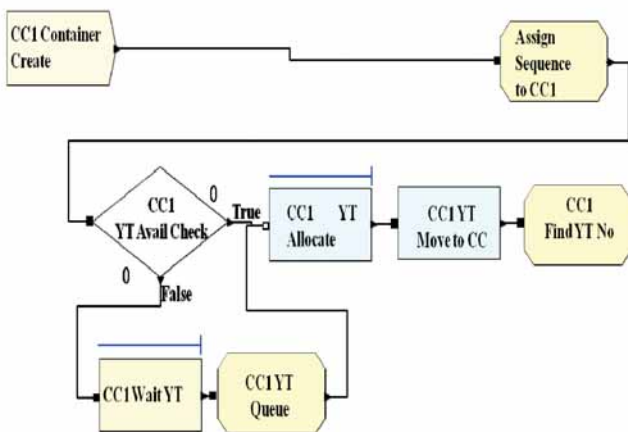 CC1 Container
Create
Assign
Sequence
to CC1
CC1
YT Avail Check
0
True
0
False
CC1 YT
Allocate
CC1 YT
Move to CC
CC1
Find YT No
CC1 Wait YT
CC1 YT
Queue